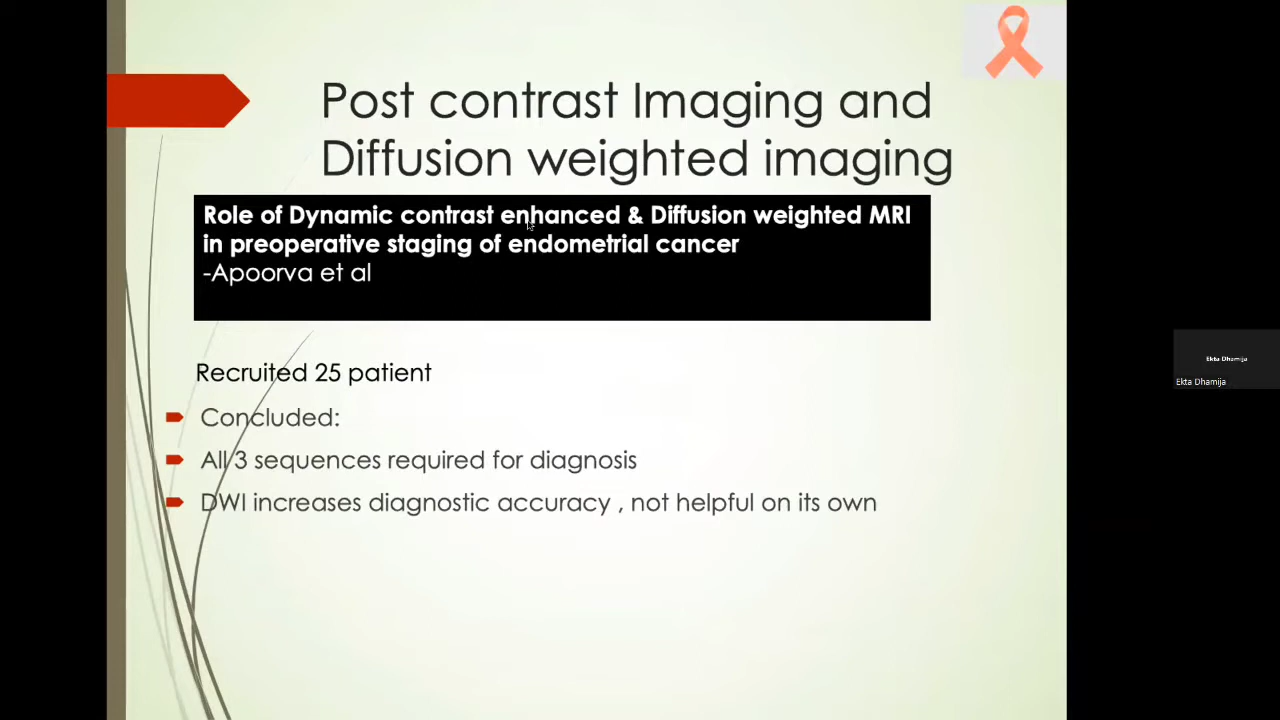 Post contrast Imaging and
Diffusion weighted imaging
Role of Dynamic contrast enhanced & Diffusion weighted MRI
in preoperative staging of endometrial cancer
-Apoorva et al
Recruited 25 patient
Concluded:
All 3 sequences required for diagnosis
DWI increases diagnostic accuracy , not helpful on its own
Ekta Dhamija
Ekta Dhamija